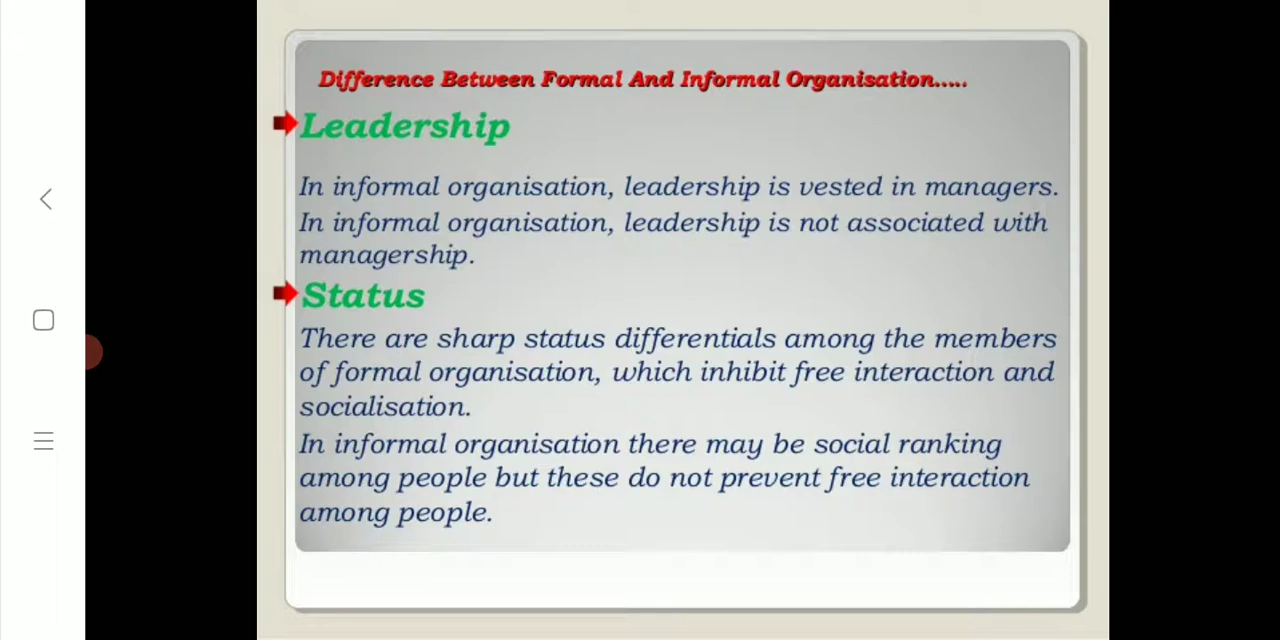 Difference Between Formal And Informal Organisation.....
Leadership
In informal organisation, leadership is vested in managers.
In informal organisation, leadership is not associated with
managership.
Status
There are sharp status differentials among the members
of formal organisation, which inhibit free interaction and
socialisation.
In informal organisation there may be social ranking
among people but these do not prevent free interaction
among people.